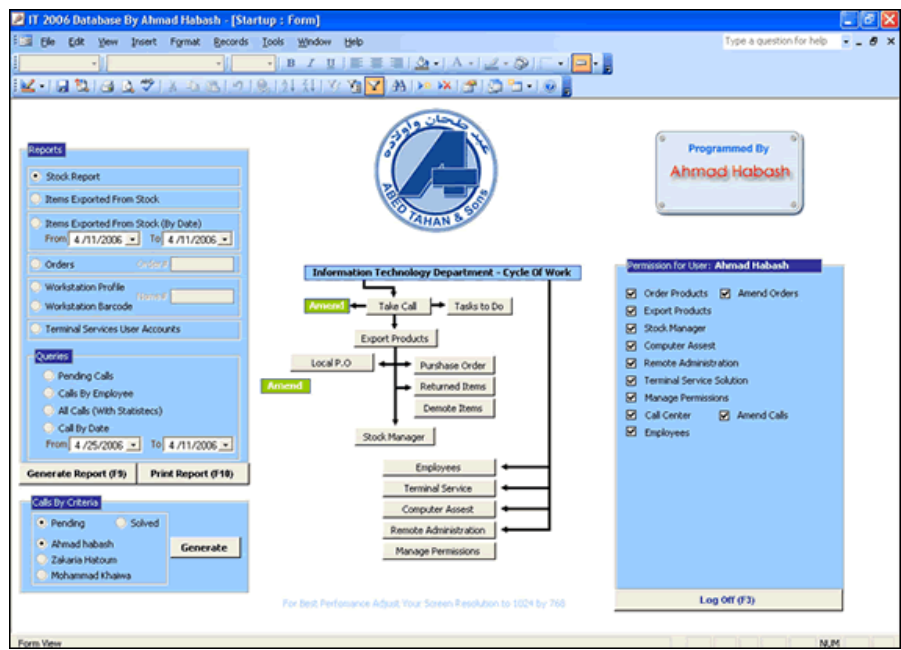 IT 2006 Database By Ahmad Habash - [Startup : Form]
File Edit View Insert Format Records Tools Window Help
Type a question for help
B I U
عبد طحان واولاده
ABED TAHAN & Sons
Programmed By
Ahmad Habash
Reports
Stock Report
Items Exported From Stock
Items Exported From Stock (By Date)
From 4 /11/2006 To 4 /11/2006
Orders Order#
Workstation Profile
Name#
Workstation Barcode
Terminal Services User Accounts
Queries
Pending Calls
Calls By Employee
All Calls (With Statistecs)
Call By Date
From 4 /25/2006 To 4 /11/2006
Generate Report (F9) Print Report (F10)
Calls By Criteria
Pending Solved
Ahmad habash
Zakaria Hatoum
Mohammad Khaiwa
Generate
Information Technology Department - Cycle Of Work
Amend Take Call Tasks to Do
Export Products
Local P.O Purshase Order
Amend Returned Items
Demote Items
Stock Manager
Employees
Terminal Service
Computer Assest
Remote Administration
Manage Permissions
For Best Perfomance Adjust Your Screen Resolution to 1024 by 768
Permission for User: Ahmad Habash
Order Products Amend Orders
Export Products
Stock Manager
Computer Assest
Remote Administration
Terminal Service Solution
Manage Permissions
Call Center Amend Calls
Employees
Log Off (F3)
Form View NUM